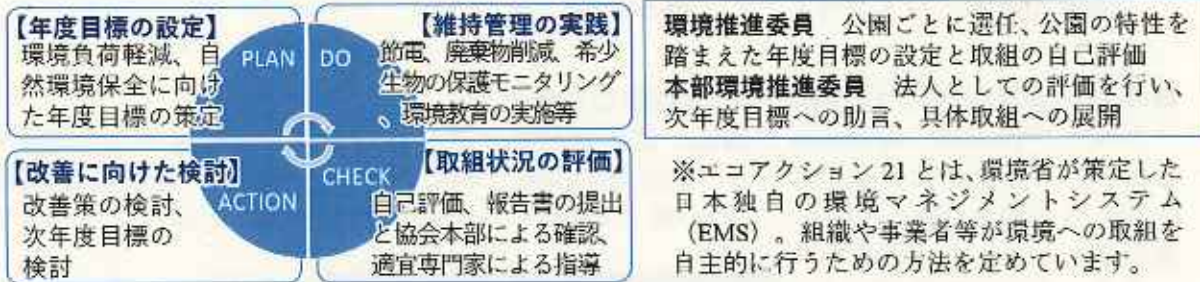 【年度目標の設定】
環境負荷軽減、自
然環境保全に向け
た年度目標の策定
PLAN
DO
【維持管理の実践】
節電、廃棄物削減、希少
生物の保護モニタリング
、環境教育の実施等
【改善に向けた検討】
改善策の検討、
次年度目標の
検討
ACTION
CHECK
【取組状況の評価】
自己評価、報告書の提出
と協会本部による確認、
適宜専門家による指導
環境推進委員 公園ごとに選任、公園の特性を
踏まえた年度目標の設定と取組の自己評価
本部環境推進委員 法人としての評価を行い、
次年度目標への助言、具体取組への展開
※エコアクション 21 とは、環境省が策定した
日本独自の環境マネジメントシステム
（EMS）。組織や事業者等が環境への取組を
自主的に行うための方法を定めています。